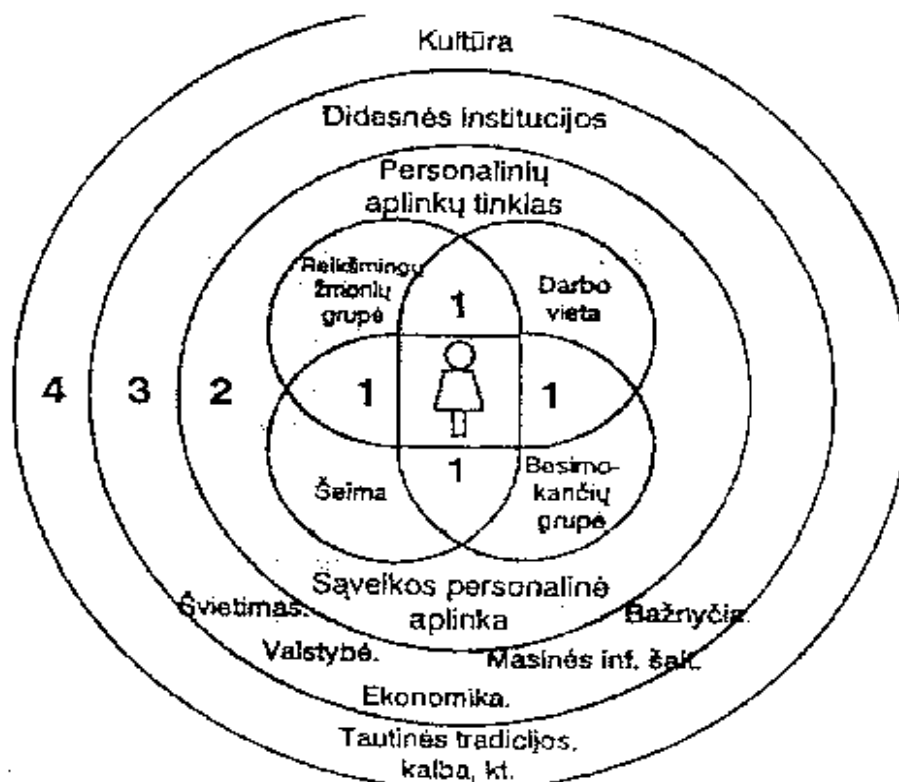 Kultūra
Didesnės institucijos
Personalinių
aplinkų tinklas
Reikšmingų
žmonių
grupė
Darbo
vieta
1
4
3
2
1
1
1
Šeima
Besimo-
kančių
grupė
Sąveikos personalinė
aplinka
Švietimas.
Bažnyčia.
Valstybė.
Masinės inf. šalt.
Ekonomika.
Tautinės tradicijos,
kalba, kt.